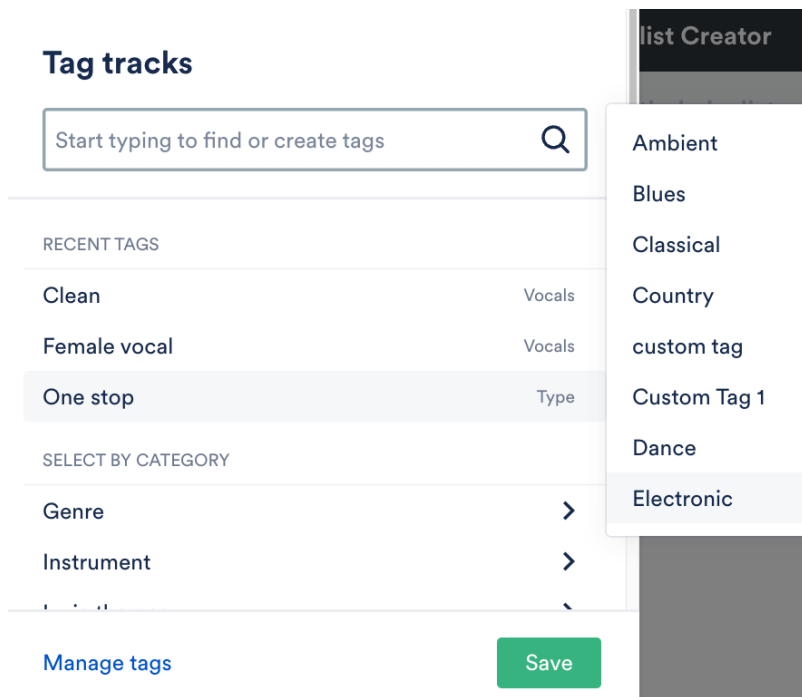 Tag tracks
Start typing to find or create tags
RECENT TAGS
Clean Vocals
Female vocal Vocals
One stop Type
SELECT BY CATEGORY
Genre
Instrument
Manage tags
Save
list Creator
Ambient
Blues
Classical
Country
custom tag
Custom Tag 1
Dance
Electronic